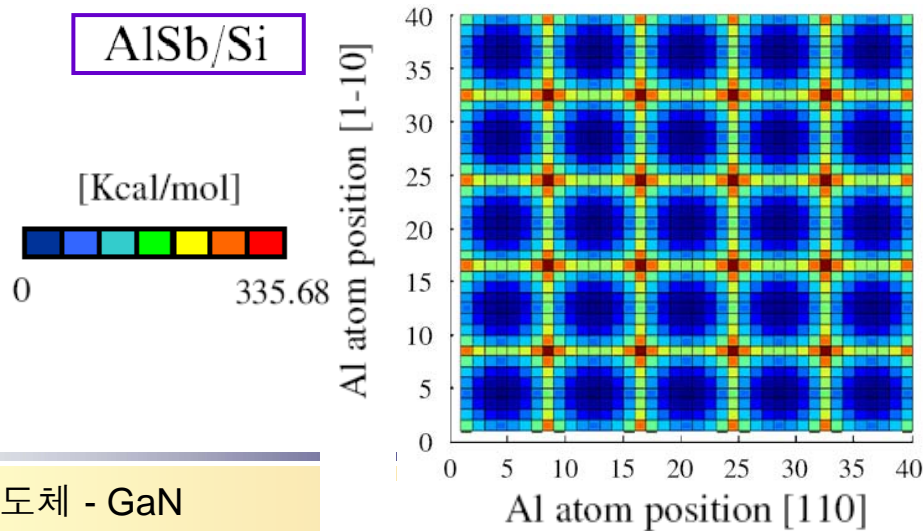 AlSb/Si
[Kcal/mol]
0 335.68
Al atom position [1-10]
40
35
30
25
20
15
10
5
0
0 5 10 15 20 25 30 35 40
Al atom position [110]
도체 - GaN